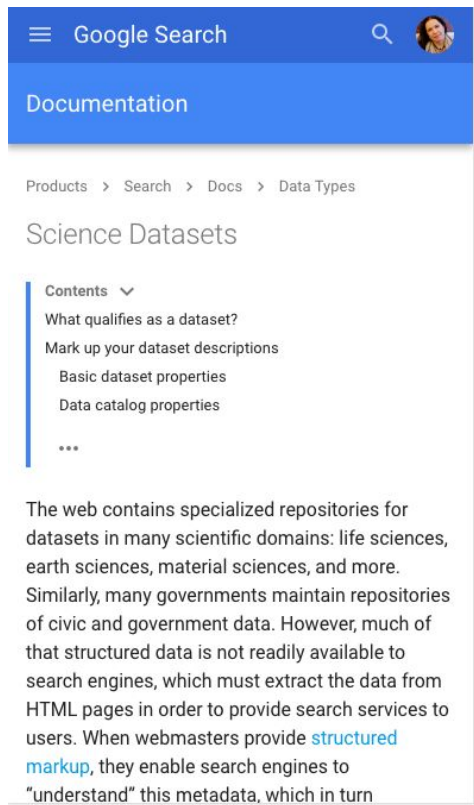 Google Search
Documentation
Products > Search > Docs > Data Types
Science Datasets
Contents
What qualifies as a dataset?
Mark up your dataset descriptions
Basic dataset properties
Data catalog properties
...
The web contains specialized repositories for
datasets in many scientific domains: life sciences,
earth sciences, material sciences, and more.
Similarly, many governments maintain repositories
of civic and government data. However, much of
that structured data is not readily available to
search engines, which must extract the data from
HTML pages in order to provide search services to
users. When webmasters provide structured
markup, they enable search engines to
“understand” this metadata, which in turn